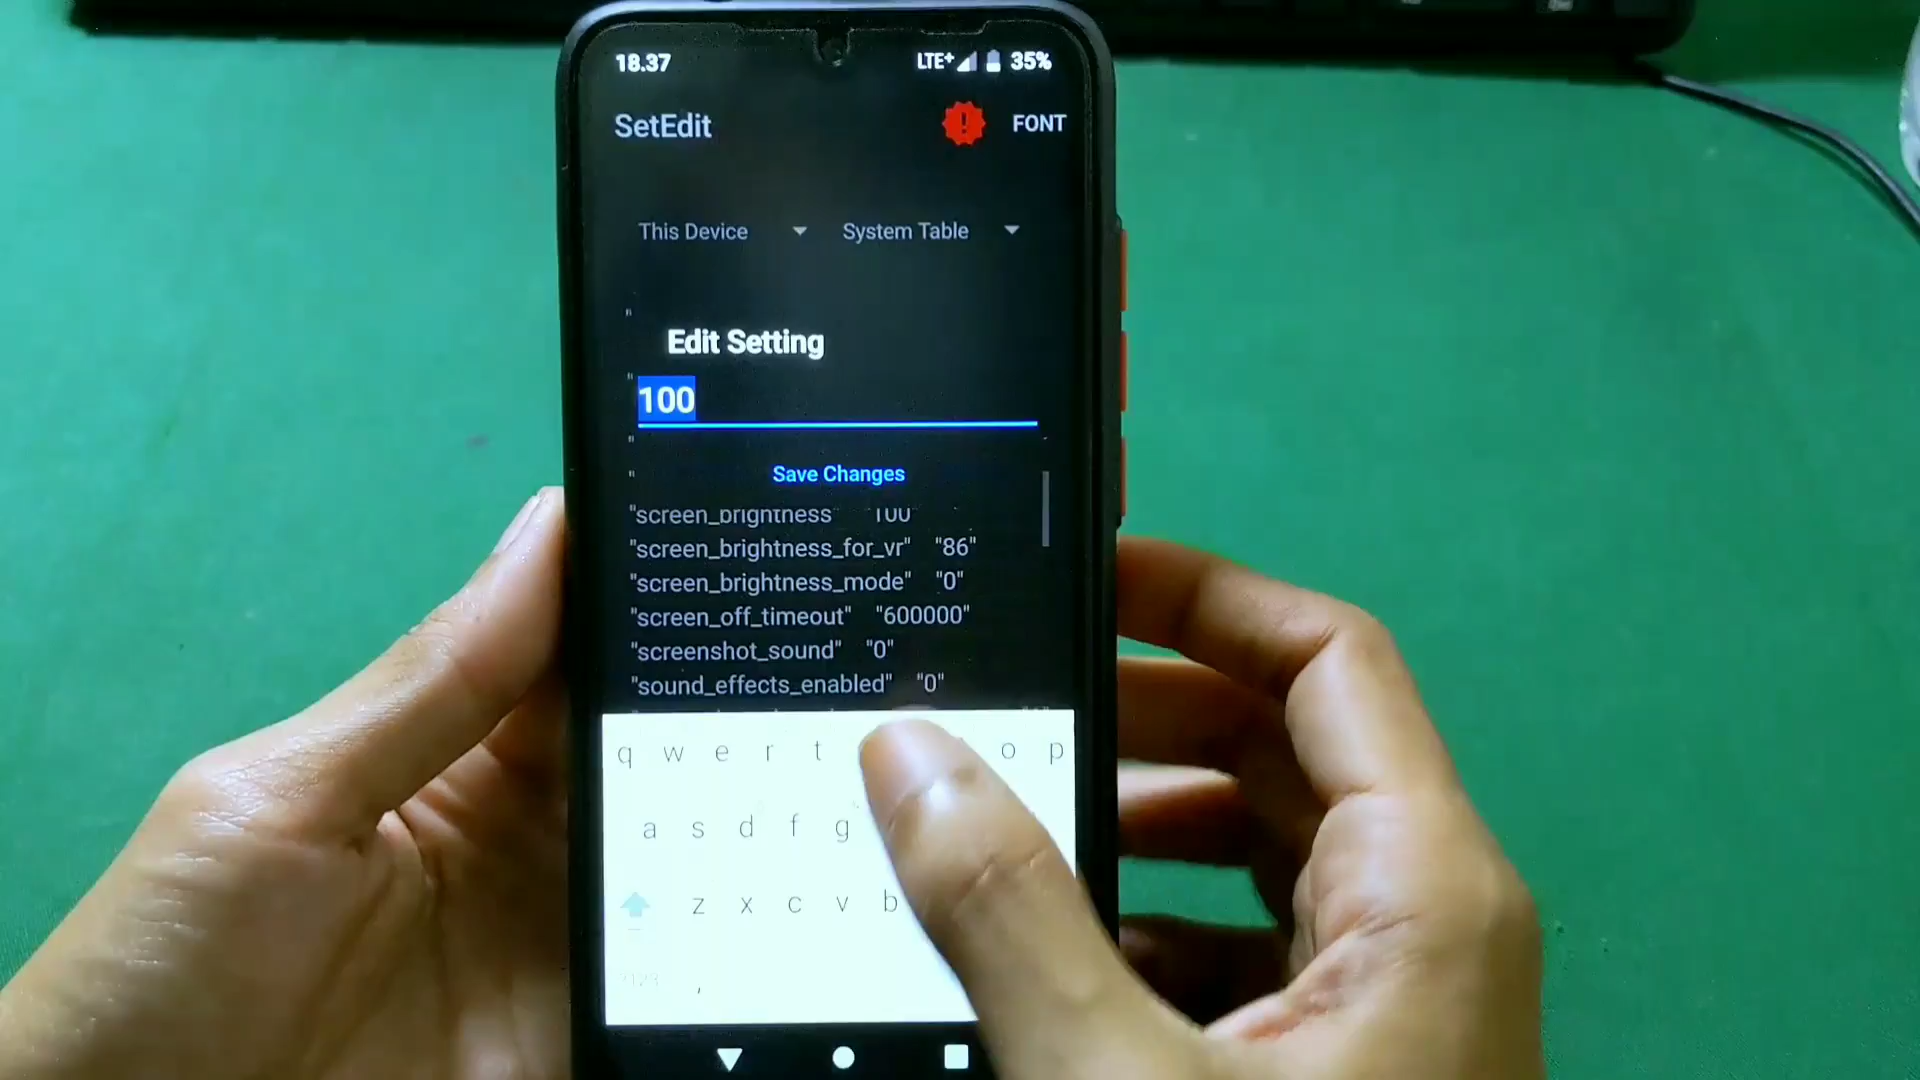 18.37 LTE+ 35%
SetEdit FONT
This Device System Table
Edit Setting
100
Save Changes
"screen_brightness 100
"screen_brightness_for_vr" "86"
"screen_brightness_mode" "0"
"screen_off_timeout" "600000"
"screenshot_sound" "0"
"sound_effects_enabled" "0"
q w e r t o p
a s d f g
z x c v b
?123 ,